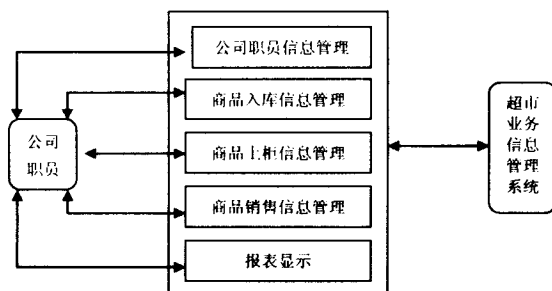 公司职员信息管理
商品入库信息管理
商品上柜信息管理
商品销售信息管理
报表显示
公司
职员
超市
业务
信息
管理
系统